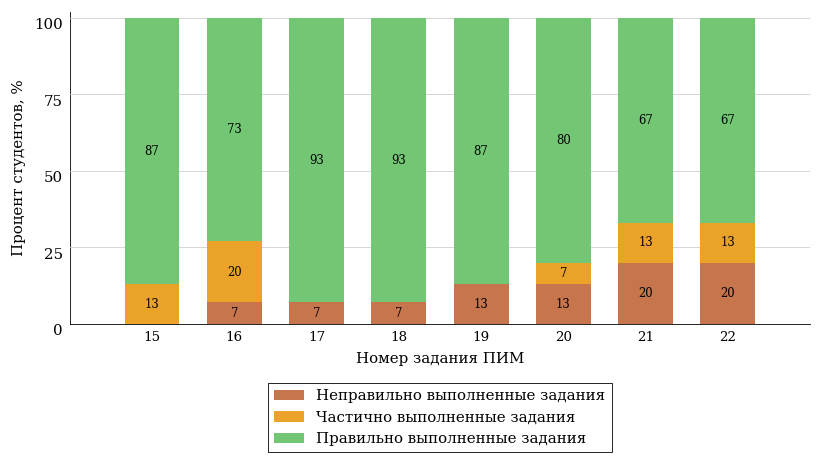 Процент студентов, %
100
75
50
25
0
87 73 93 93 87 80 67 67
13 20 7 13 13
7 7 7 13 13 20 20
15 16 17 18 19 20 21 22
Номер задания ПИМ
Неправильно выполненные задания
Частично выполненные задания
Правильно выполненные задания